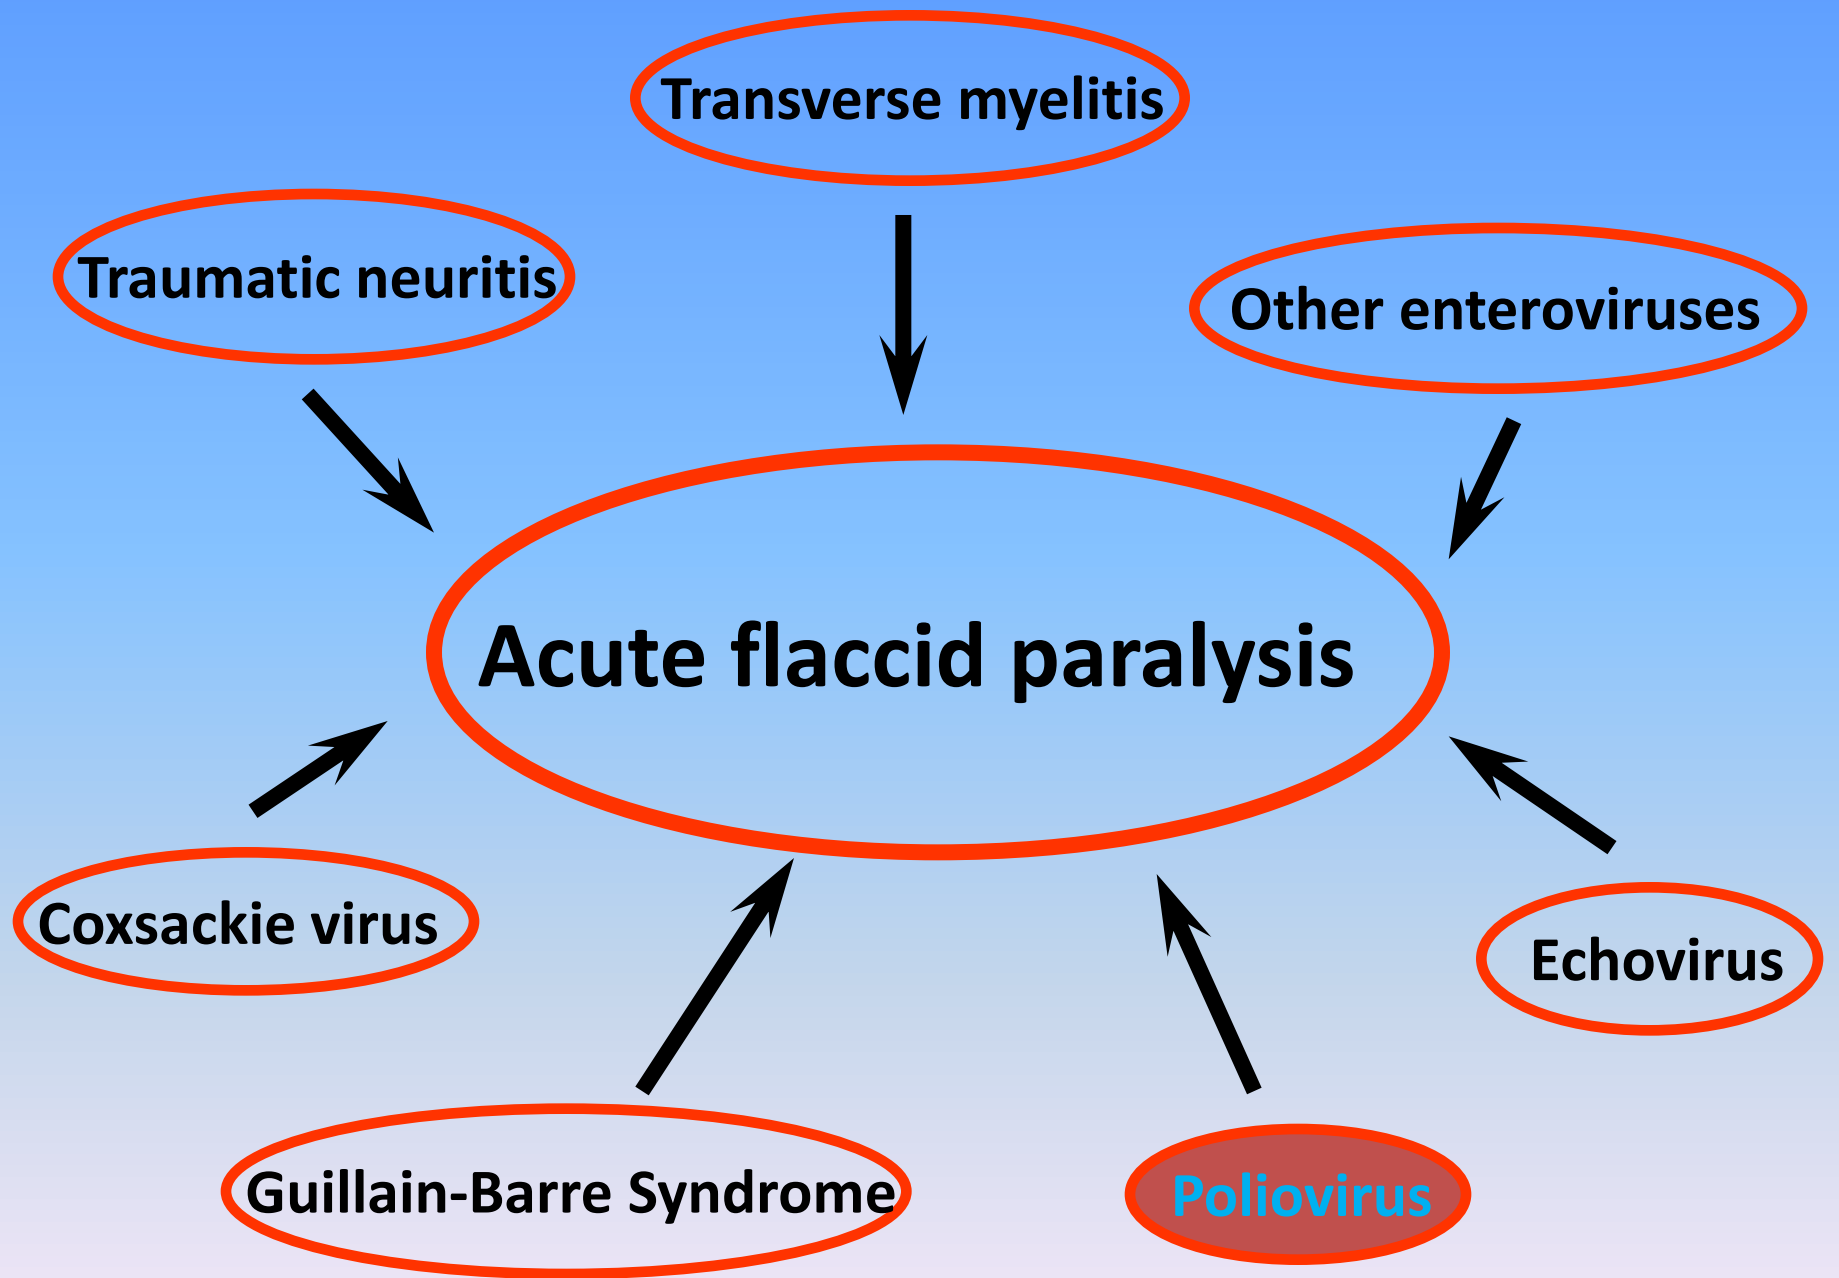 Transverse myelitis
Traumatic neuritis
Other enteroviruses
Acute flaccid paralysis
Coxsackie virus
Echovirus
Guillain-Barre Syndrome
Poliovirus